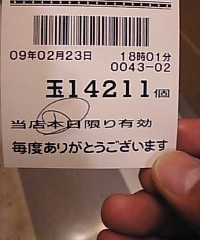 09年02月23日 18時01分
0043-02
玉14211個
当店本日限り有効
毎度ありがとうございます